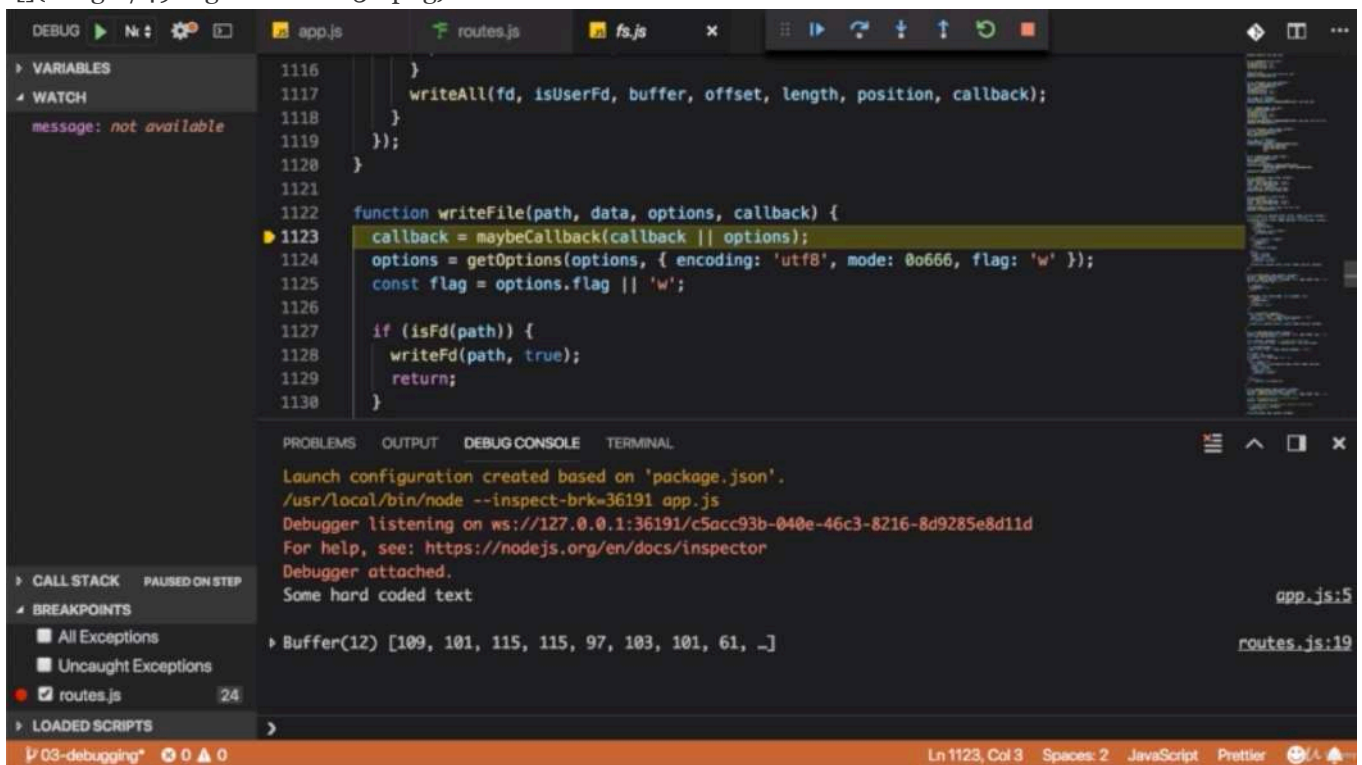 DEBUG
app.js
routes.js
fs.js
VARIABLES
WATCH
message: not available
1116 }
1117 writeAll(fd, isUserFd, buffer, offset, length, position, callback);
1118 }
1119 });
1120 }
1121
1122 function writeFile(path, data, options, callback) {
1123 callback = maybeCallback(callback || options);
1124 options = getOptions(options, { encoding: 'utf8', mode: 0o666, flag: 'w' });
1125 const flag = options.flag || 'w';
1126
1127 if (isFd(path)) {
1128 writeFd(path, true);
1129 return;
1130 }
PROBLEMS OUTPUT DEBUG CONSOLE TERMINAL
Launch configuration created based on 'package.json'.
/usr/local/bin/node --inspect-brk=36191 app.js
Debugger listening on ws://127.0.0.1:36191/c5acc93b-040e-46c3-8216-8d9285e8d11d
For help, see: https://nodejs.org/en/docs/inspector
Debugger attached.
Some hard coded text app.js:5
Buffer(12) [109, 101, 115, 115, 97, 103, 101, 61, …] routes.js:19
CALL STACK PAUSED ON STEP
BREAKPOINTS
All Exceptions
Uncaught Exceptions
routes.js 24
LOADED SCRIPTS
03-debugging* 0 0
Ln 1123, Col 3 Spaces: 2 JavaScript Prettier